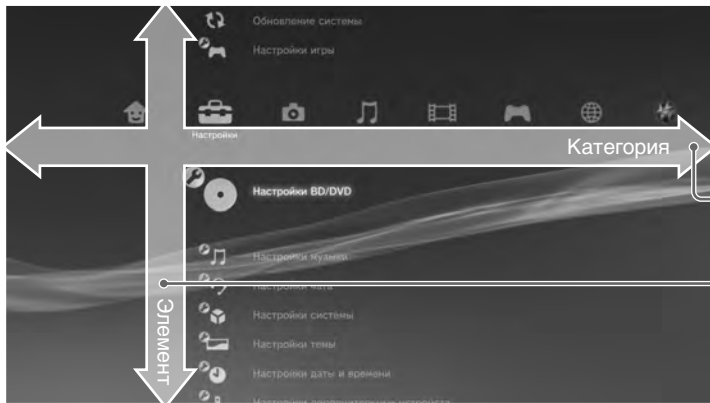 Обновление системы
Настройки игры
Настройки
Категория
Настройки BD/DVD
Настройки музыки
Настройки чата
Элемент
Настройки системы
Настройки темы
Настройки даты и времени